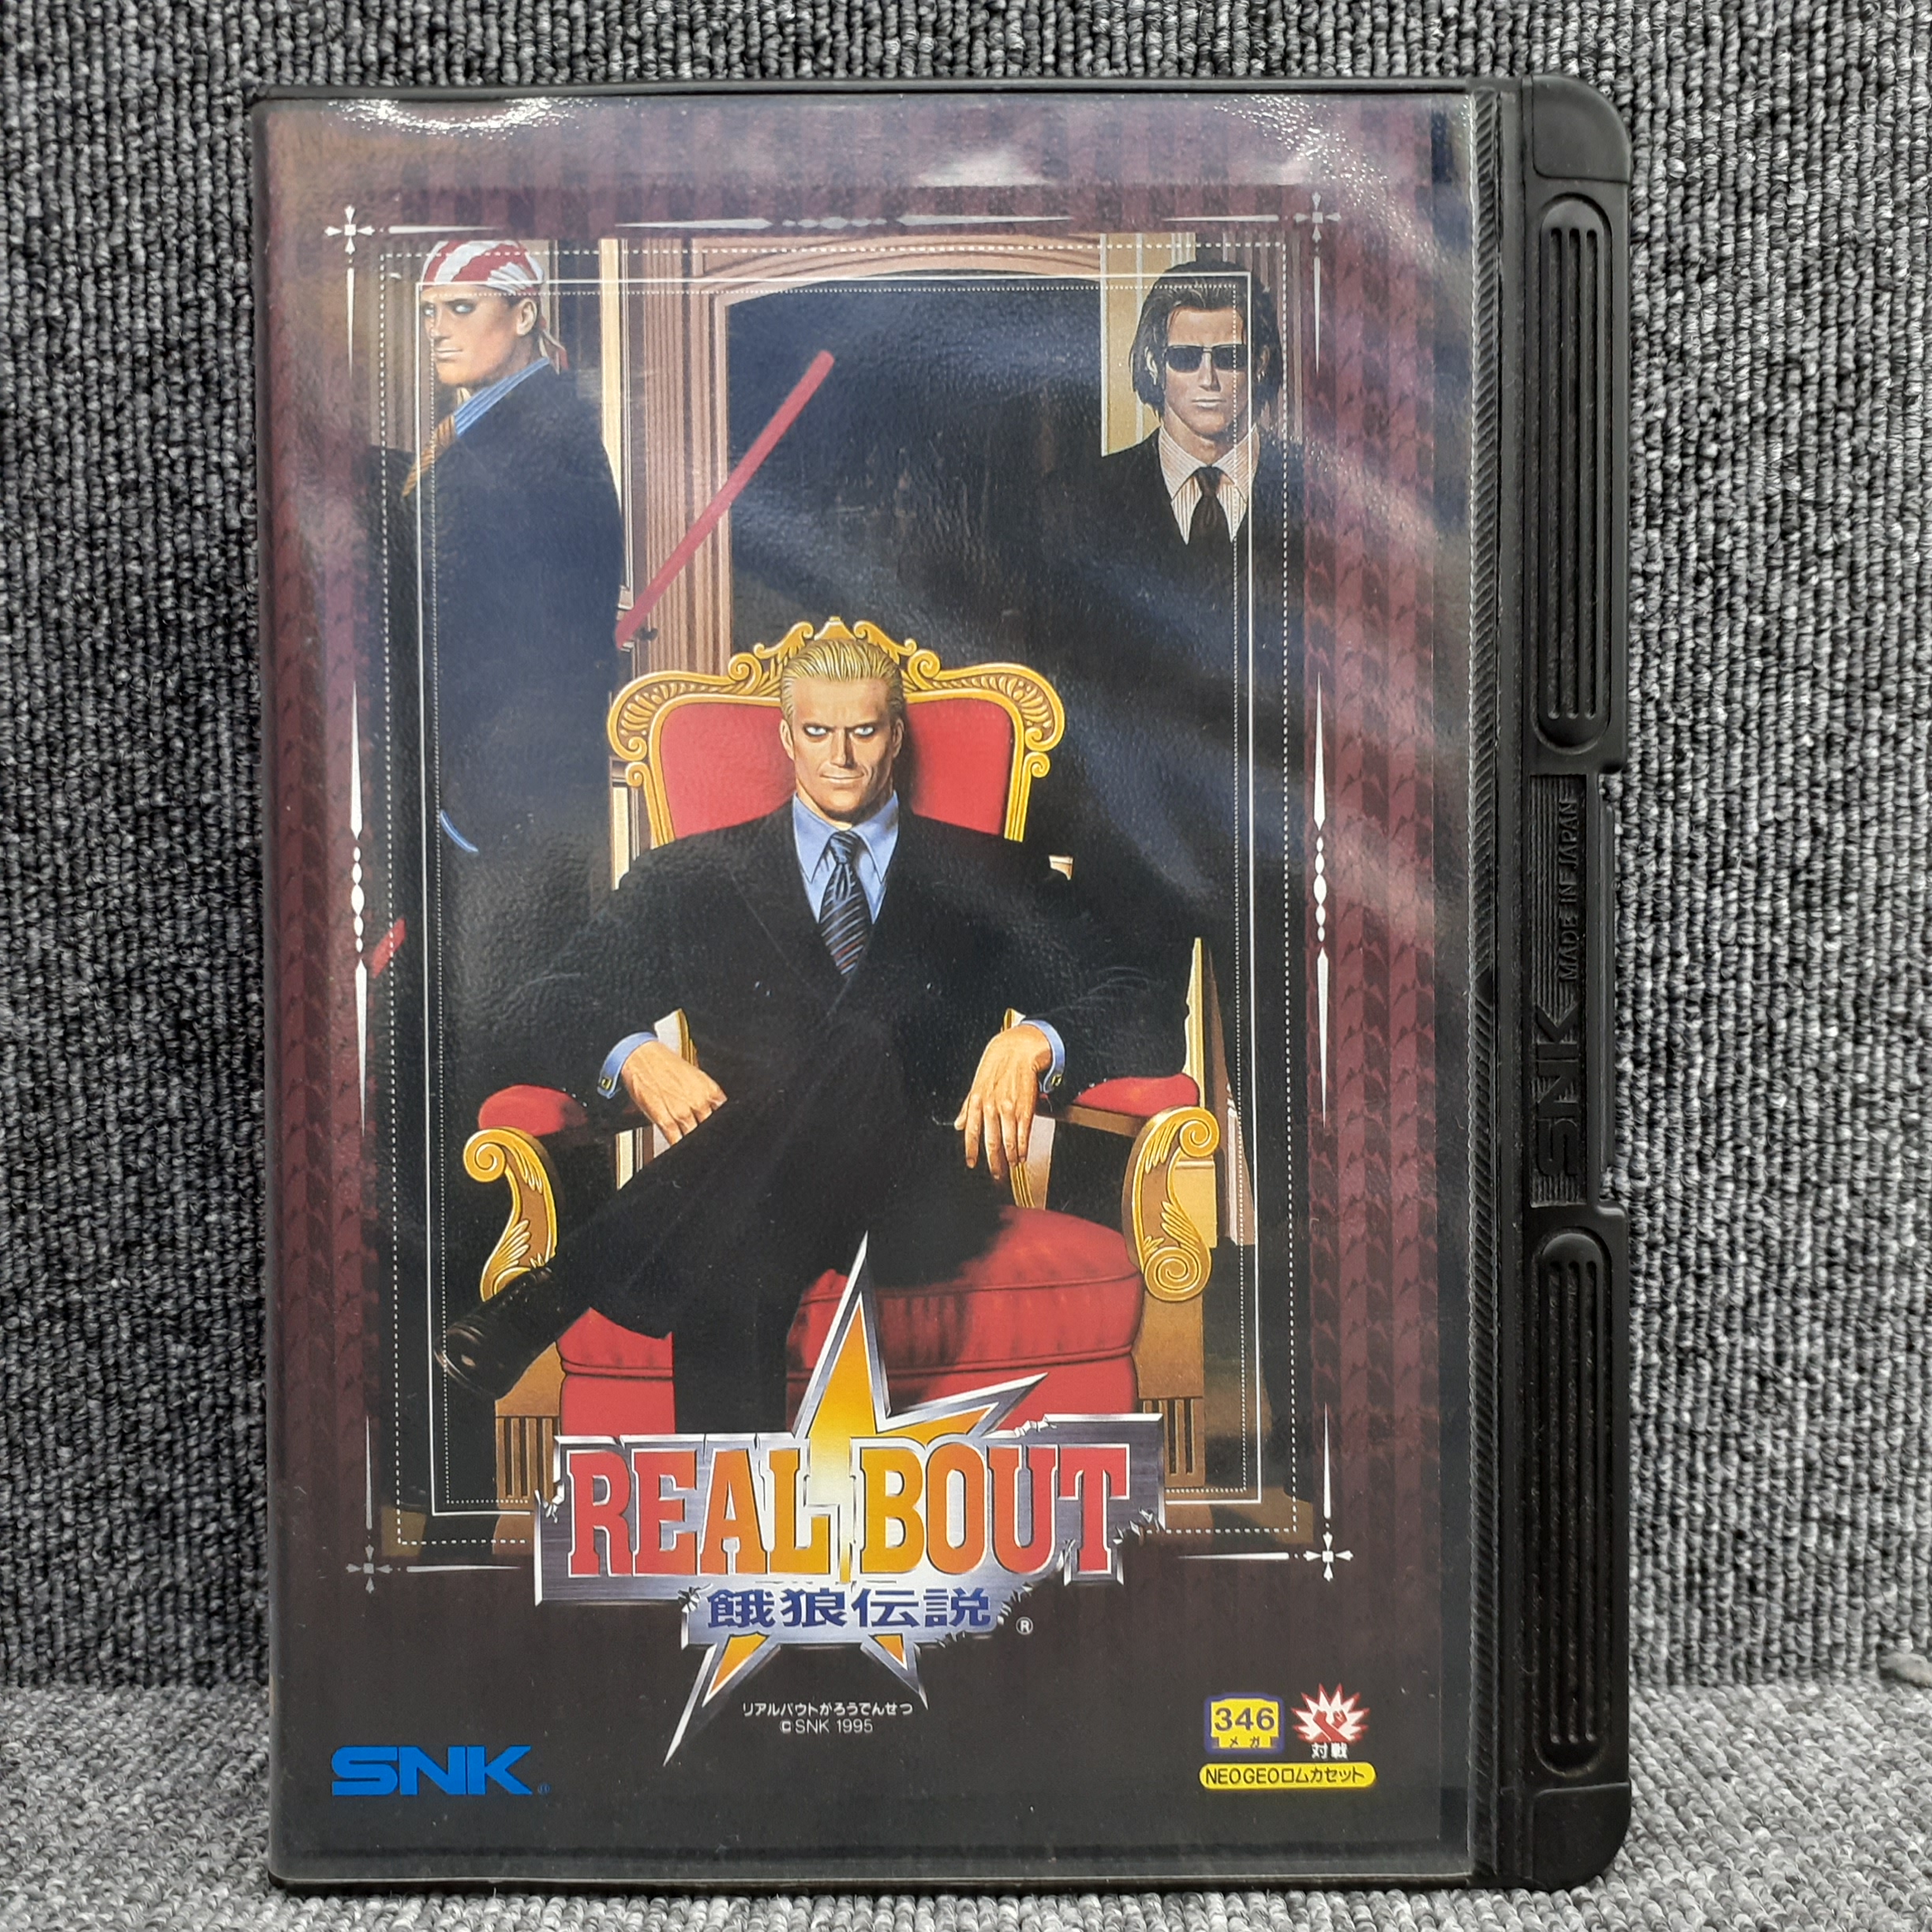 REAL BOUT
餓狼伝説 ®
リアルバウトがろうでんせつ
©SNK 1995
SNK®
346
メガ
対戦
NEOGEOロムカセット
SNK MADE IN JAPAN